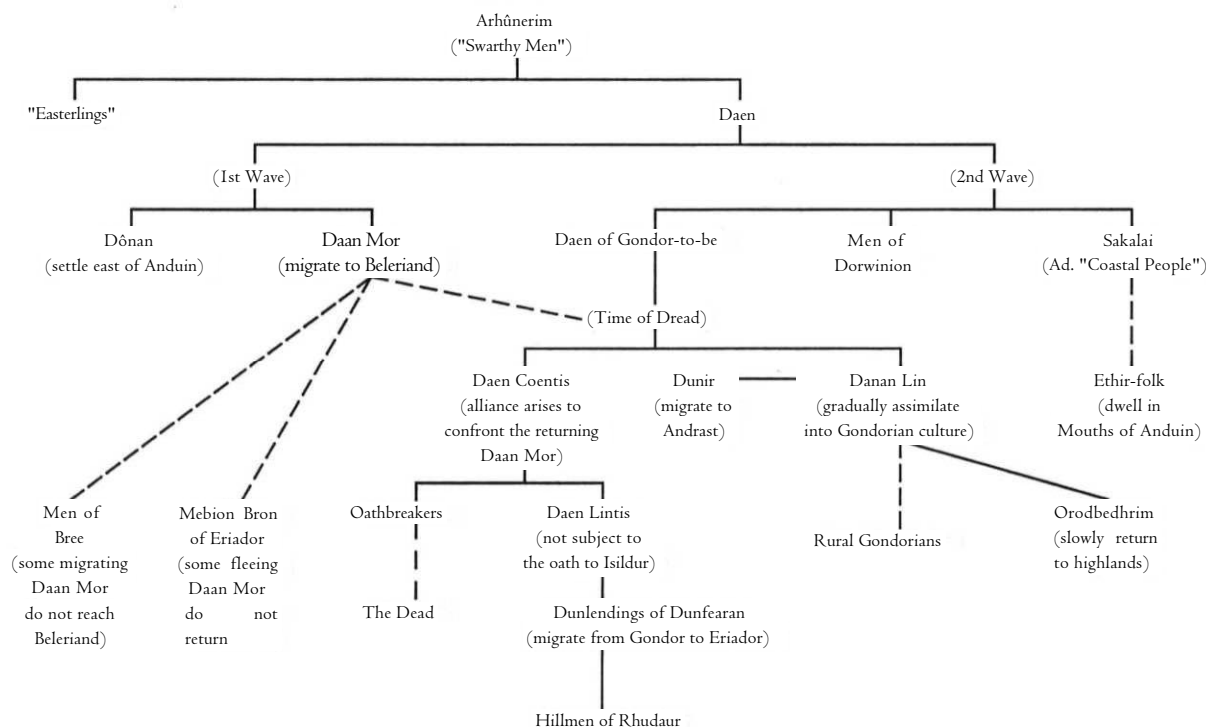 Arhûnerim
("Swarthy Men")
"Easterlings"
Daen
(1st Wave)
(2nd Wave)
Dônan
(settle east of Anduin)
Daan Mor
(migrate to Beleriand)
Daen of Gondor-to-be
Men of
Dorwinion
Sakalai
(Ad. "Coastal People")
(Time of Dread)
Daen Coentis
(alliance arises to
confront the returning
Daan Mor)
Dunir
(migrate to
Andrast)
Danan Lin
(gradually assimilate
into Gondorian culture)
Ethir-folk
(dwell in
Mouths of Anduin)
Men of
Bree
(some migrating
Daan Mor
do not reach
Beleriand)
Mebion Bron
of Eriador
(some fleeing
Daan Mor
do not
return
Oathbreakers
Daen Lintis
(not subject to
the oath to Isildur)
Rural Gondorians
Orodbedhrim
(slowly return
to highlands)
The Dead
Dunlendings of Dunfearan
(migrate from Gondor to Eriador)
Hillmen of Rhudaur